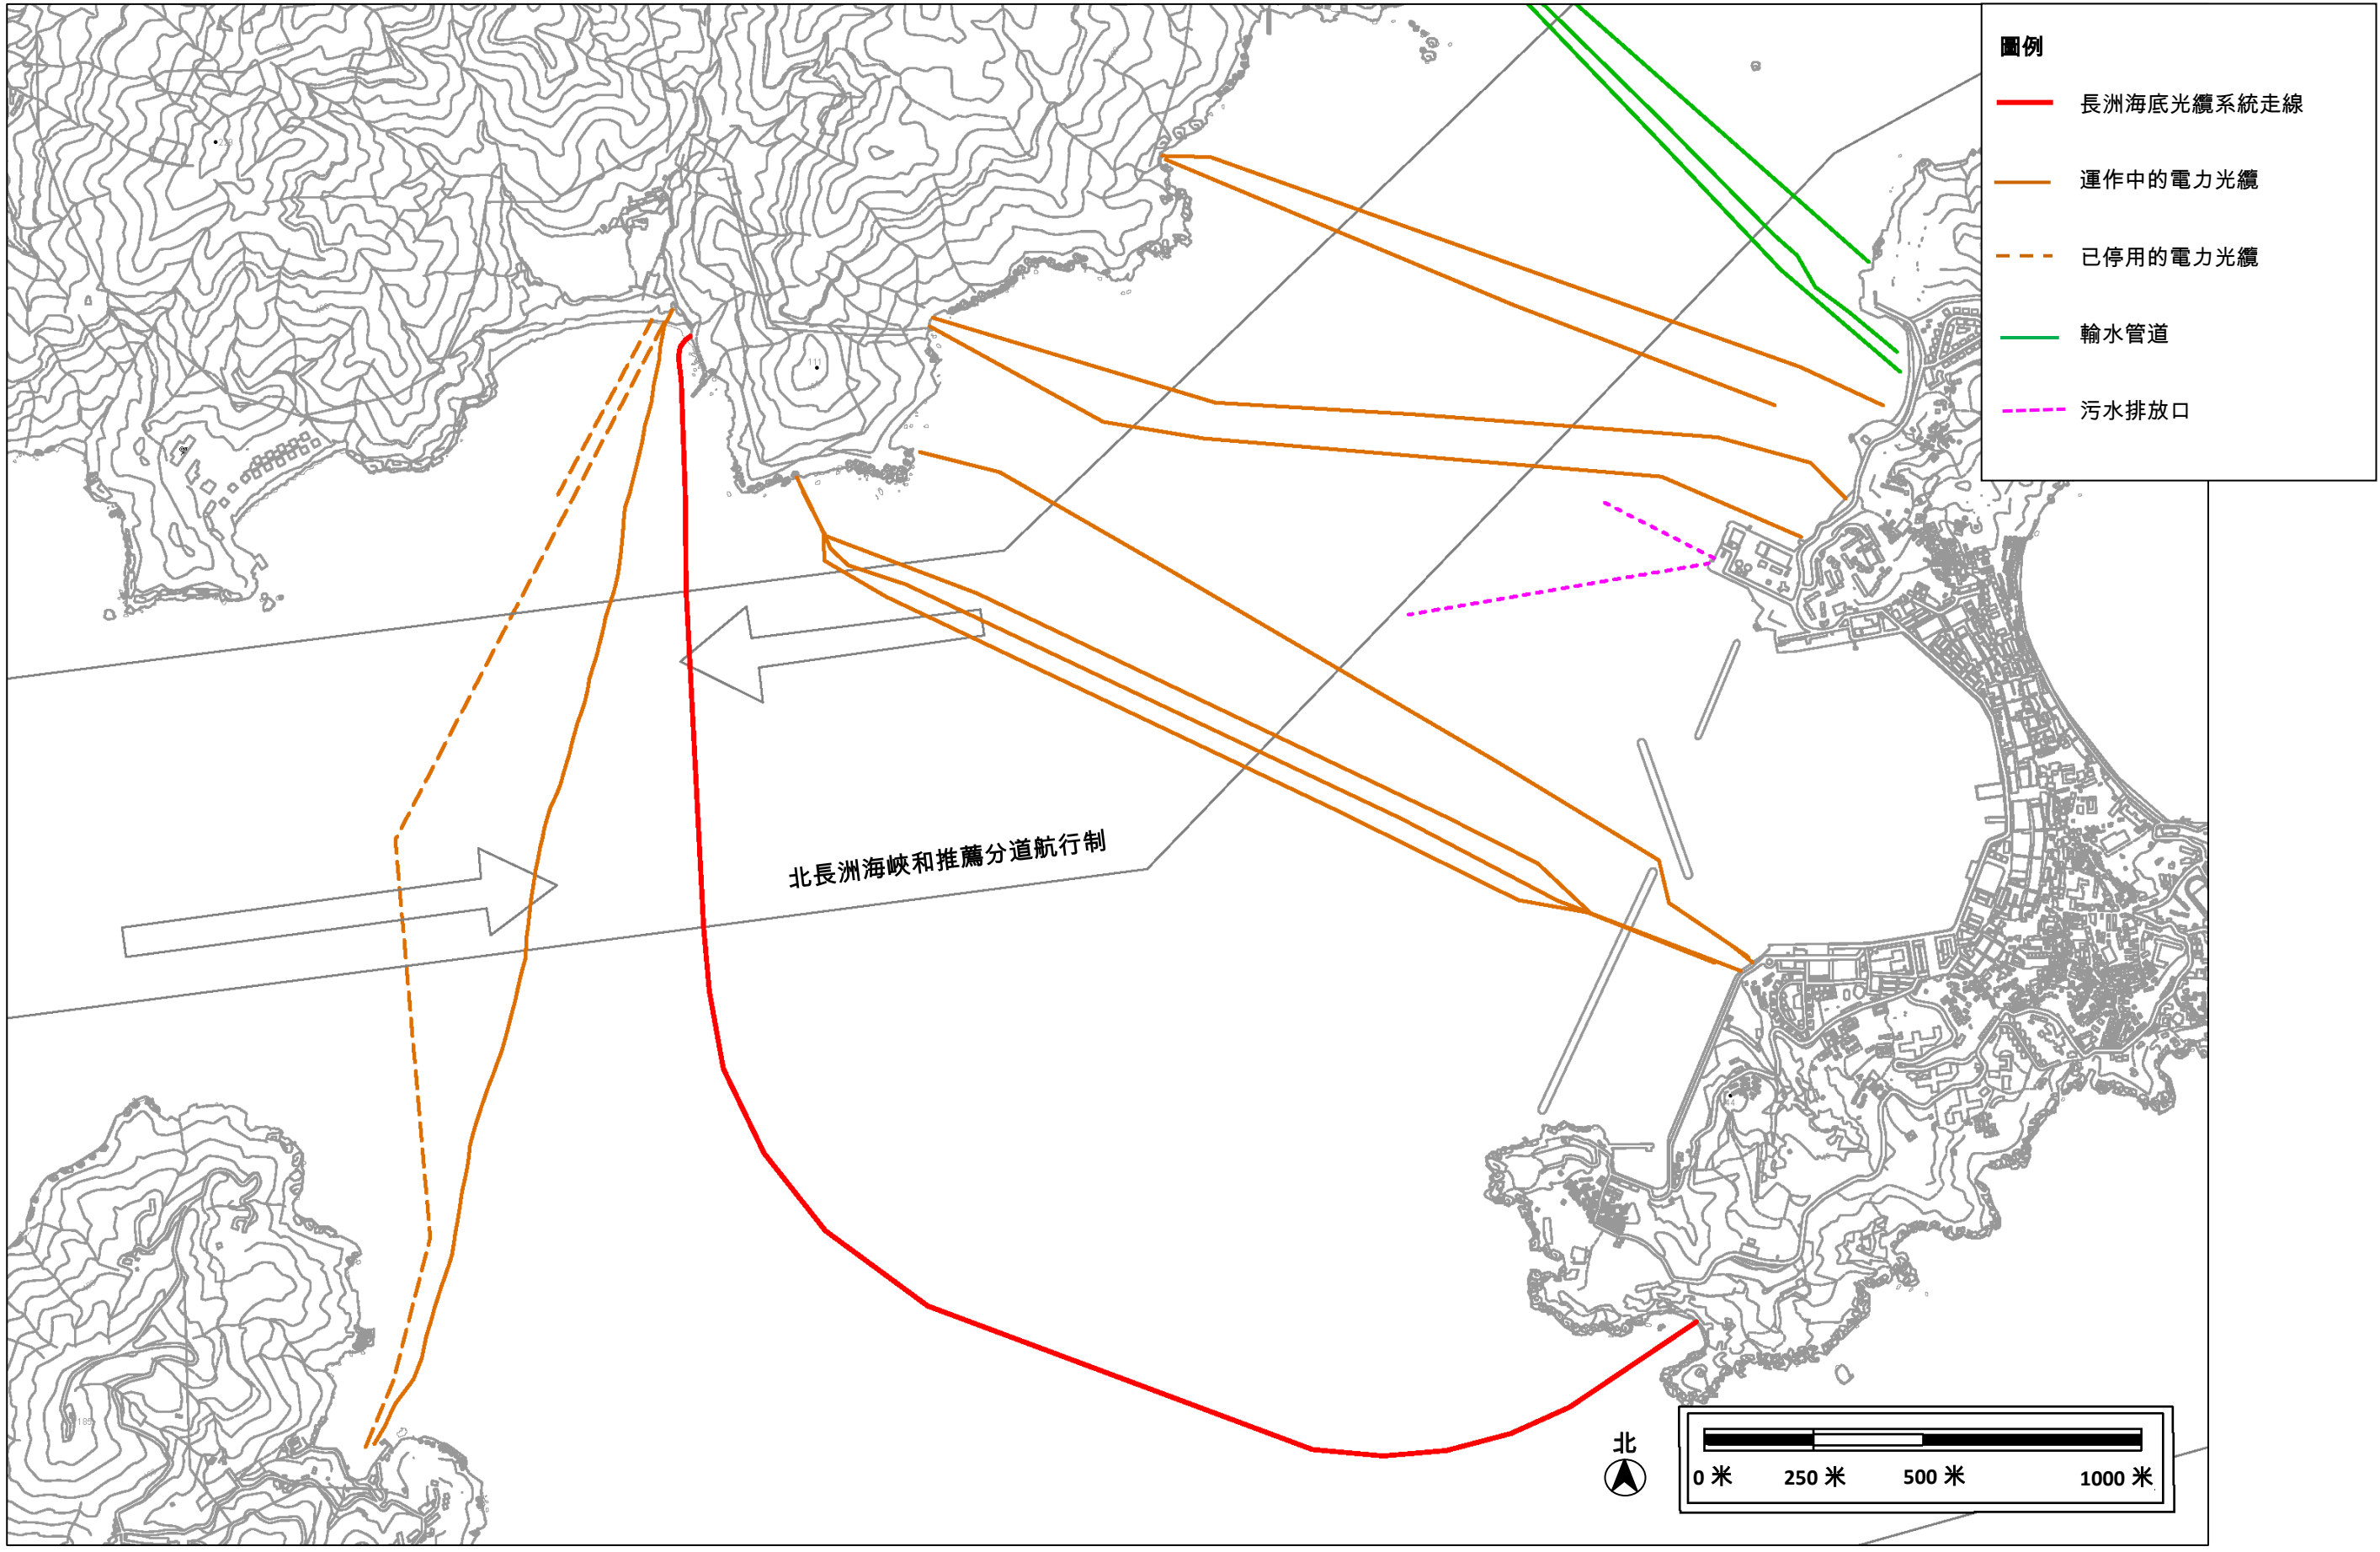 圖例
長洲海底光纜系統走線
運作中的電力光纜
已停用的電力光纜
輸水管道
污水排放口
111
北長洲海峽和推薦分道航行制
44
185
北
0 米 250 米 500 米 1000 米